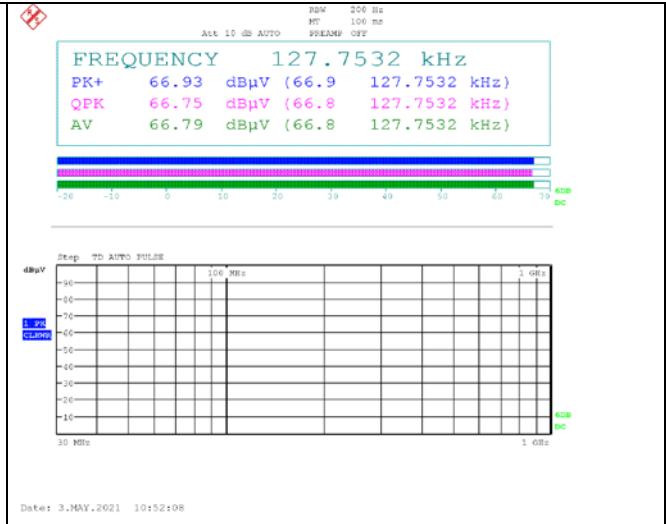 RBW 200 Hz
MT 100 ms
Att 10 dB AUTO PREAMP OFF
FREQUENCY 127.7532 kHz
PK+ 66.93 dBµV (66.9 127.7532 kHz)
QPK 66.75 dBµV (66.8 127.7532 kHz)
AV 66.79 dBµV (66.8 127.7532 kHz)
-20 -10 0 10 20 30 40 50 60 70
6DB
DC
Step TD AUTO PULSE
dBµV
100 MHz 1 GHz
90
80
70
1 PK
CLRWR
60
50
40
30
20
10
6DB
DC
30 MHz 1 GHz
Date: 3.MAY.2021 10:52:08